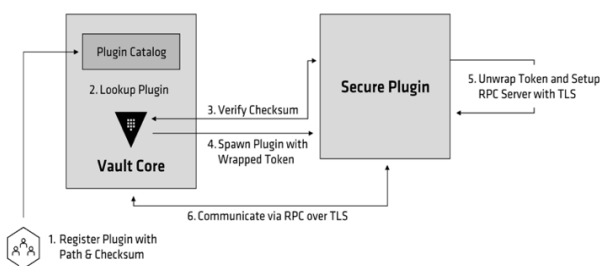 Plugin Catalog
2. Lookup Plugin
Vault Core
3. Verify Checksum
4. Spawn Plugin with
Wrapped Token
Secure Plugin
5. Unwrap Token and Setup
RPC Server with TLS
6. Communicate via RPC over TLS
1. Register Plugin with
Path & Checksum